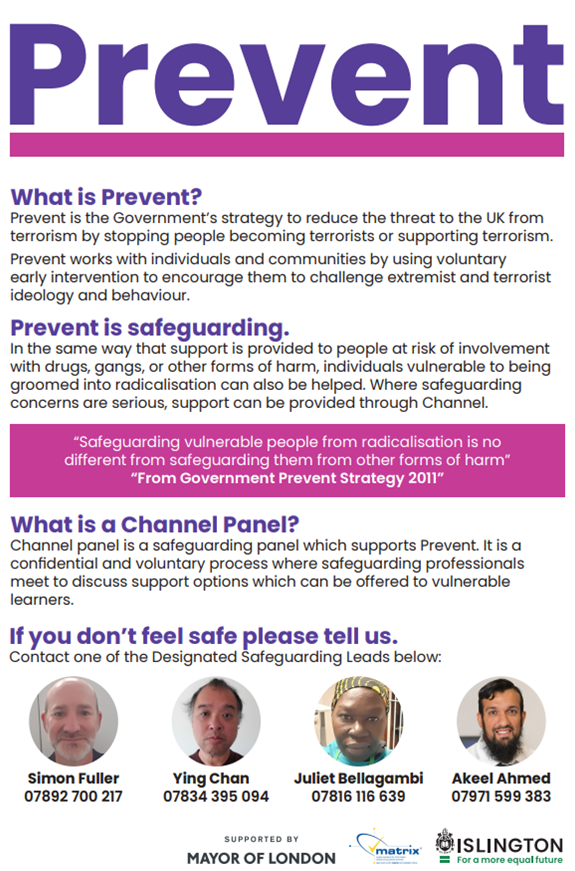 Prevent
What is Prevent?
Prevent is the Government's strategy to reduce the threat to the UK from
terrorism by stopping people becoming terrorists or supporting terrorism.
Prevent works with individuals and communities by using voluntary
early intervention to encourage them to challenge extremist and terrorist
ideology and behaviour.
Prevent is safeguarding.
In the same way that support is provided to people at risk of involvement
with drugs, gangs, or other forms of harm, individuals vulnerable to being
groomed into radicalisation can also be helped. Where safeguarding
concerns are serious, support can be provided through Channel.
“Safeguarding vulnerable people from radicalisation is no
different from safeguarding them from other forms of harm”
“From Government Prevent Strategy 2011”
What is a Channel Panel?
Channel panel is a safeguarding panel which supports Prevent. It is a
confidential and voluntary process where safeguarding professionals
meet to discuss support options which can be offered to vulnerable
learners.
If you don't feel safe please tell us.
Contact one of the Designated Safeguarding Leads below:
Simon Fuller
07892 700 217
Ying Chan
07834 395 094
Juliet Bellagambi
07816 116 639
Akeel Ahmed
07971 599 383
SUPPORTED BY
MAYOR OF LONDON
matrix
ISLINGTON
For a more equal future